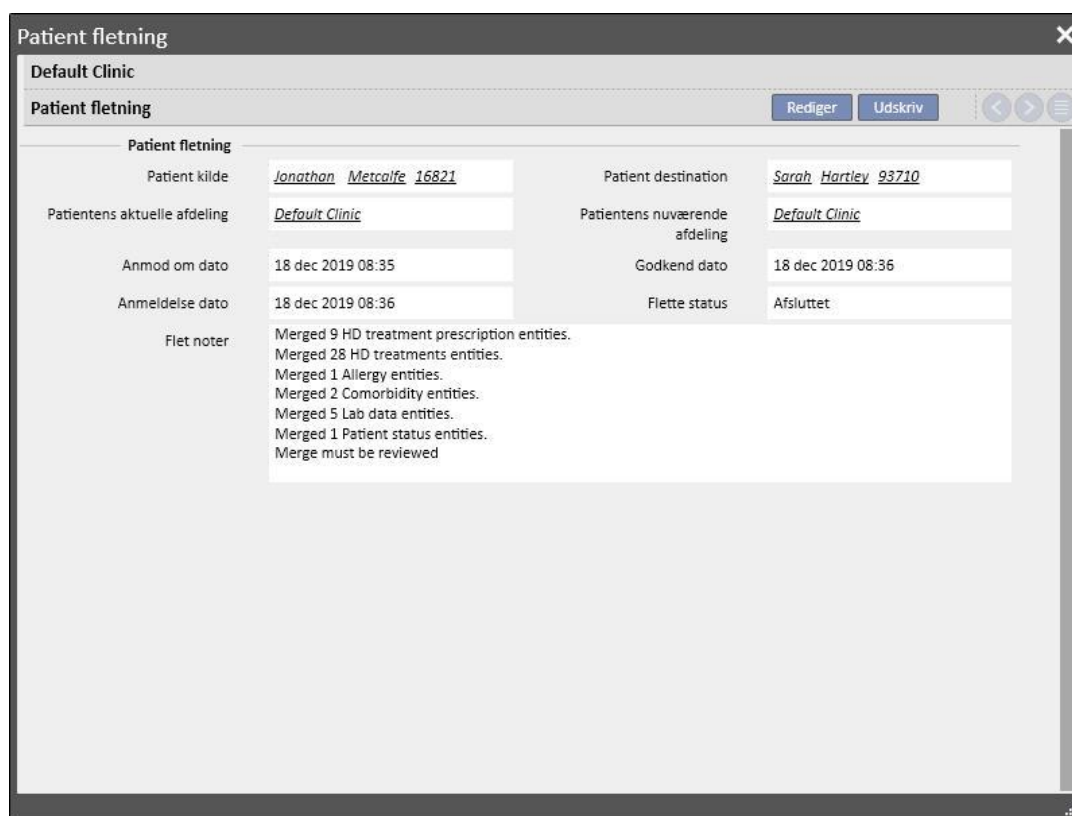 Patient fletning
Default Clinic
Patient fletning
Rediger
Udskriv
Patient fletning
Patient kilde
Jonathan Metcalfe 16821
Patient destination
Sarah Hartley 93710
Patientens aktuelle afdeling
Default Clinic
Patientens nuværende
afdeling
Default Clinic
Anmod om dato
18 dec 2019 08:35
Godkend dato
18 dec 2019 08:36
Anmeldelse dato
18 dec 2019 08:36
Flette status
Afsluttet
Flet noter
Merged 9 HD treatment prescription entities.
Merged 28 HD treatments entities.
Merged 1 Allergy entities.
Merged 2 Comorbidity entities.
Merged 5 Lab data entities.
Merged 1 Patient status entities.
Merge must be reviewed